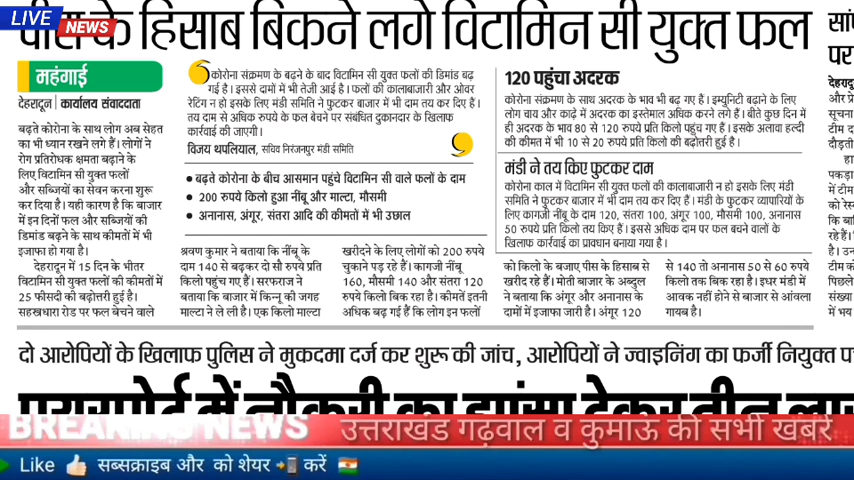 LIVE
NEWS
के हिसाब बिकने लगे विटामिन सी युक्त फल
महंगाई
देहरादून | कार्यालय संवाददाता
बढ़ते कोरोना के साथ लोग अब सेहत
का भी ध्यान रखने लगे हैं। लोगों ने
रोग प्रतिरोधक क्षमता बढ़ाने के
लिए विटामिन सी युक्त फलों
और सब्जियों का सेवन करना शुरू
कर दिया है। यही कारण है कि बाजार
में इन दिनों फल और सब्जियों की
डिमांड बढ़ने के साथ कीमतों में भी
इजाफा हो गया है।
देहरादून में 15 दिन के भीतर
विटामिन सी युक्त फलों की कीमतों में
25 फीसदी की बढ़ोत्तरी हुई है।
सहस्त्रधारा रोड पर फल बेचने वाले
कोरोना संक्रमण के बढ़ने के बाद विटामिन सी युक्त फलों की डिमांड बढ़
गई है। इससे दामों में भी तेजी आई है। फलों की कालाबाजारी और ओवर
रेटिंग न हो इसके लिए मंडी समिति ने फुटकर बाजार में भी दाम तय कर दिए हैं।
तय दाम से अधिक रुपये के फल बेचने पर संबंधित दुकानदार के खिलाफ
कार्रवाई की जाएगी।
विजय थपलियाल, सचिव निरंजनपुर मंडी समिति
• बढ़ते कोरोना के बीच आसमान पहुंचे विटामिन सी वाले फलों के दाम
• 200 रुपये किलो हुआ नींबू और माल्टा, मौसमी
• अनानास, अंगूर, संतरा आदि की कीमतों में भी उछाल
श्रवण कुमार ने बताया कि नींबू के
दाम 140 से बढ़कर दो सौ रुपये प्रति
किलो पहुंच गए हैं। सरफराज ने
बताया कि बाजार में किन्नू की जगह
माल्टा ने ले ली है। एक किलो माल्टा
खरीदने के लिए लोगों को 200 रुपये
चुकाने पड़ रहे हैं। कागजी नींबू
160, मौसमी 140 और संतरा 120
रुपये किलो बिक रहा है। कीमतें इतनी
अधिक बढ़ गई हैं कि लोग इन फलों
120 पहुंचा अदरक
कोरोना संक्रमण के साथ अदरक के भाव भी बढ़ गए हैं। इम्युनिटी बढ़ाने के लिए
लोग चाय और काढ़े में अदरक का इस्तेमाल अधिक करने लगे हैं। बीते कुछ दिन में
ही अदरक के भाव 80 से 120 रुपये प्रति किलो पहुंच गए हैं। इसके अलावा हल्दी
की कीमत में भी 10 से 20 रुपये प्रति किलो की बढ़ोत्तरी हुई है।
मंडी ने तय किए फुटकर दाम
कोरोना काल में विटामिन सी युक्त फलों की कालाबाजारी न हो इसके लिए मंडी
समिति ने फुटकर बाजार में भी दाम तय कर दिए हैं। मंडी के फुटकर व्यापारियों के
लिए कागजी नींबू के दाम 120, संतरा 100, अंगूर 100, मौसमी 100, अनानास
50 रुपये प्रति किलो तय किए हैं। इससे अधिक दाम पर फल बेचने वालों के
खिलाफ कार्रवाई का प्रावधान बनाया गया है।
को किलो के बजाए पीस के हिसाब से
खरीद रहे हैं। मोती बाजार के अब्दुल
ने बताया कि अंगूर और अनानास के
दामों में इजाफा जारी है। अंगूर 120
से 140 तो अनानास 50 से 60 रुपये
किलो तक बिक रहा है। इधर मंडी में
आवक नहीं होने से बाजार से आंवला
गायब है।
दो आरोपियों के खिलाफ पुलिस ने मुकदमा दर्ज कर शुरू की जांच, आरोपियों ने ज्वाइनिंग का फर्जी नियुक्त
में नौकरी का झांसा देकर तीन
BREAKING NEWS
उत्तराखंड गढ़वाल व कुमाऊ की सभी खबरें
Like 👍🏻 सब्सक्राइब और को शेयर 📲 करें 🇮🇳